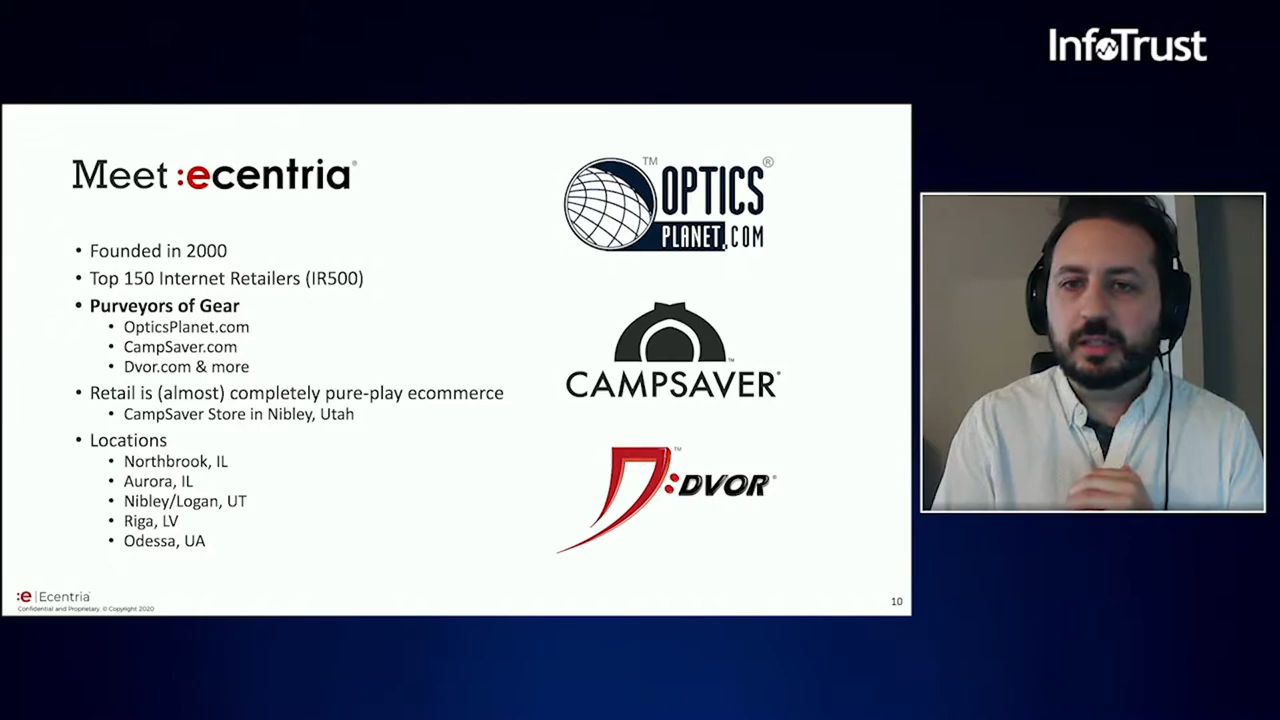 InfoTrust
Meet :ecentria®
• Founded in 2000
• Top 150 Internet Retailers (IR500)
• Purveyors of Gear
• OpticsPlanet.com
• CampSaver.com
• Dvor.com & more
• Retail is (almost) completely pure-play ecommerce
• CampSaver Store in Nibley, Utah
• Locations
• Northbrook, IL
• Aurora, IL
• Nibley/Logan, UT
• Riga, LV
• Odessa, UA
™ OPTICS®
PLANET.COM
™
CAMPSAVER®
™
:DVOR®
:e|Ecentria
Confidential and Proprietary. © Copyright 2020
10